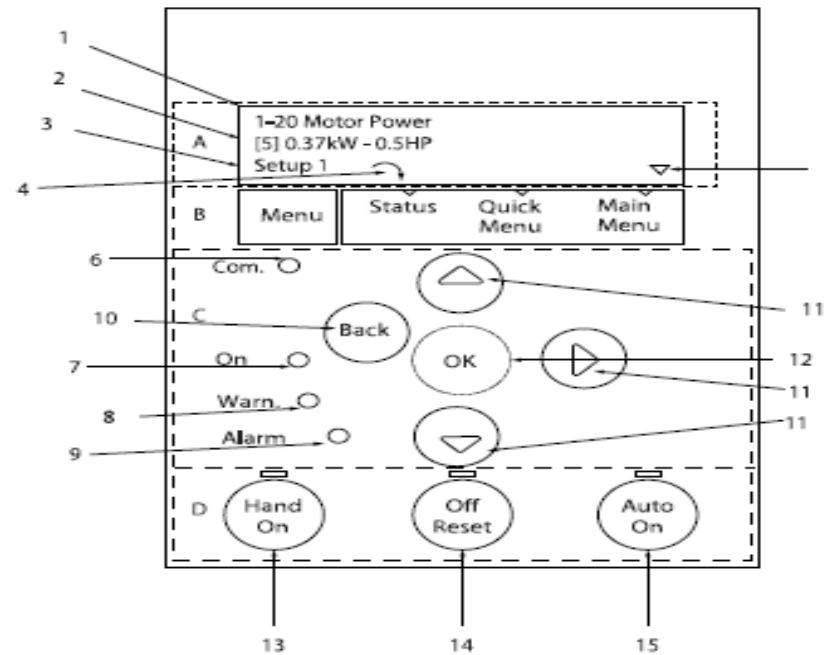 1
2
3
4
A
1-20 Motor Power
[5] 0.37kW - 0.5HP
Setup 1
B
Menu
Status
Quick
Menu
Main
Menu
6
Com.
11
C
10
Back
OK
12
7
On
11
8
Warn.
11
9
Alarm
D
Hand
On
Off
Reset
Auto
On
13
14
15